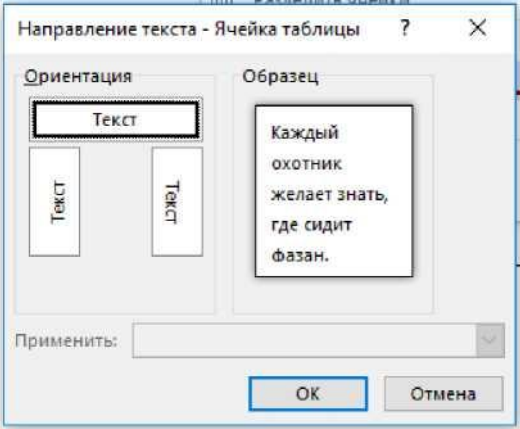 Направление текста - Ячейка таблицы ?
Ориентация
Текст
Текст
Текст
Образец
Каждый
охотник
желает знать,
где сидит
фазан.
Применить:
ОК
Отмена